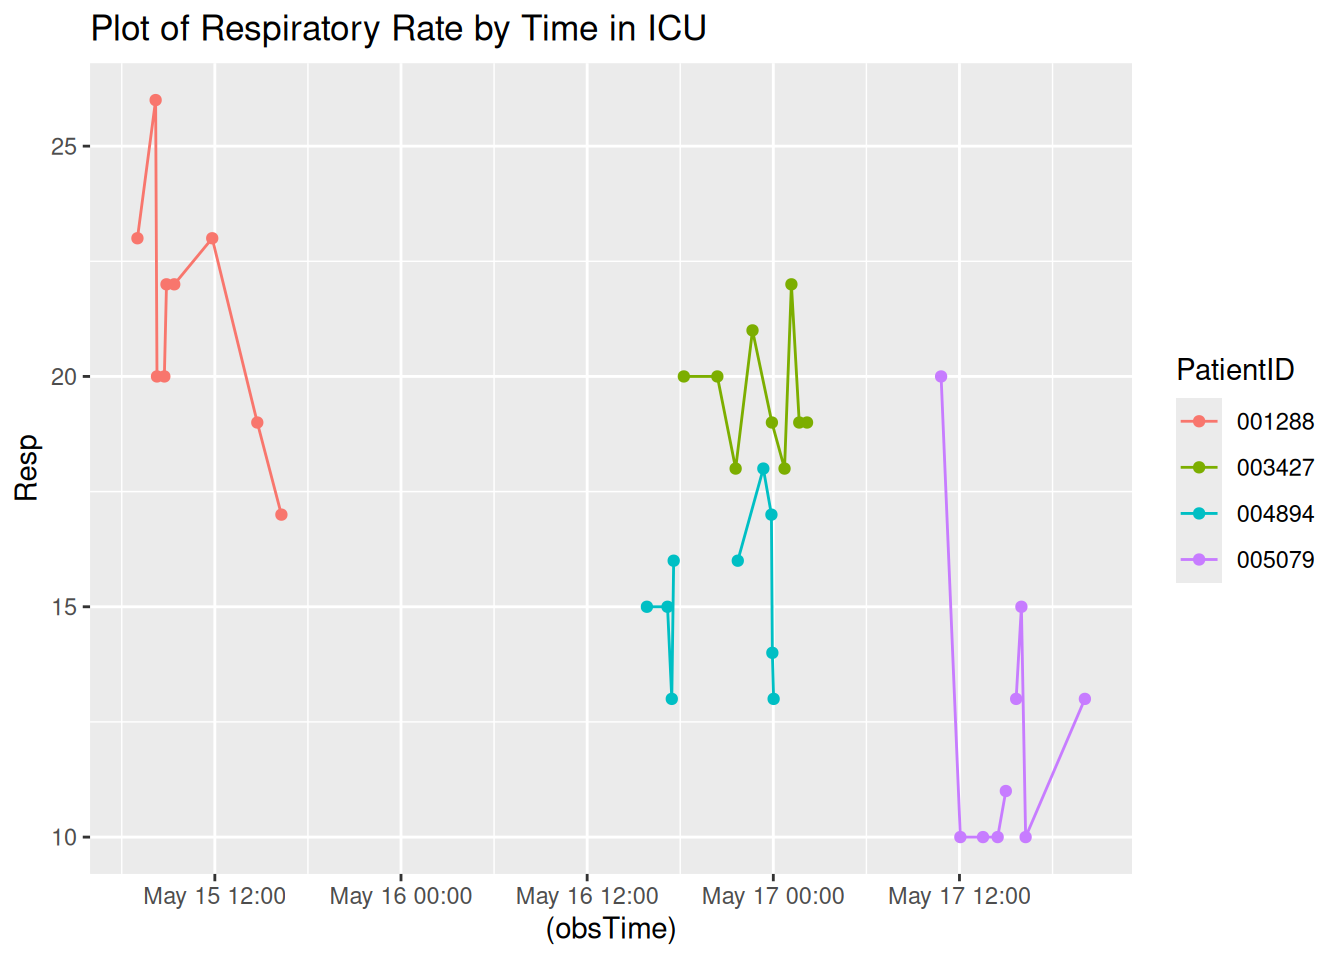 Plot of Respiratory Rate by Time in ICU
25
20
15
10
Resp
May 15 12:00
May 16 00:00
May 16 12:00
May 17 00:00
May 17 12:00
(obsTime)
PatientID
001288
003427
004894
005079